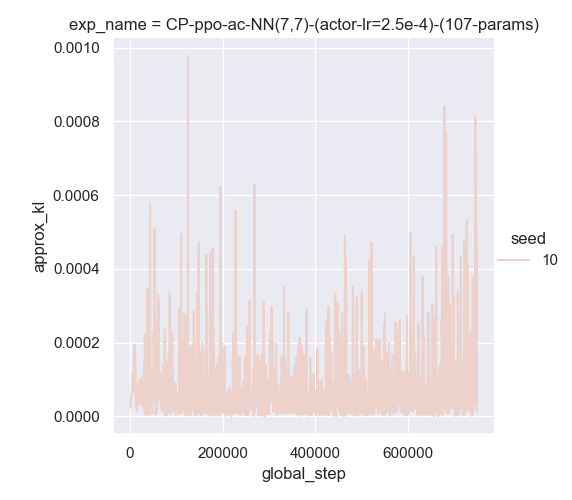 exp_name = CP-ppo-ac-NN(7,7)-(actor-lr=2.5e-4)-(107-params)
0.0010
0.0008
0.0006
0.0004
0.0002
0.0000
approx_kl
0
200000
400000
600000
global_step
seed
10